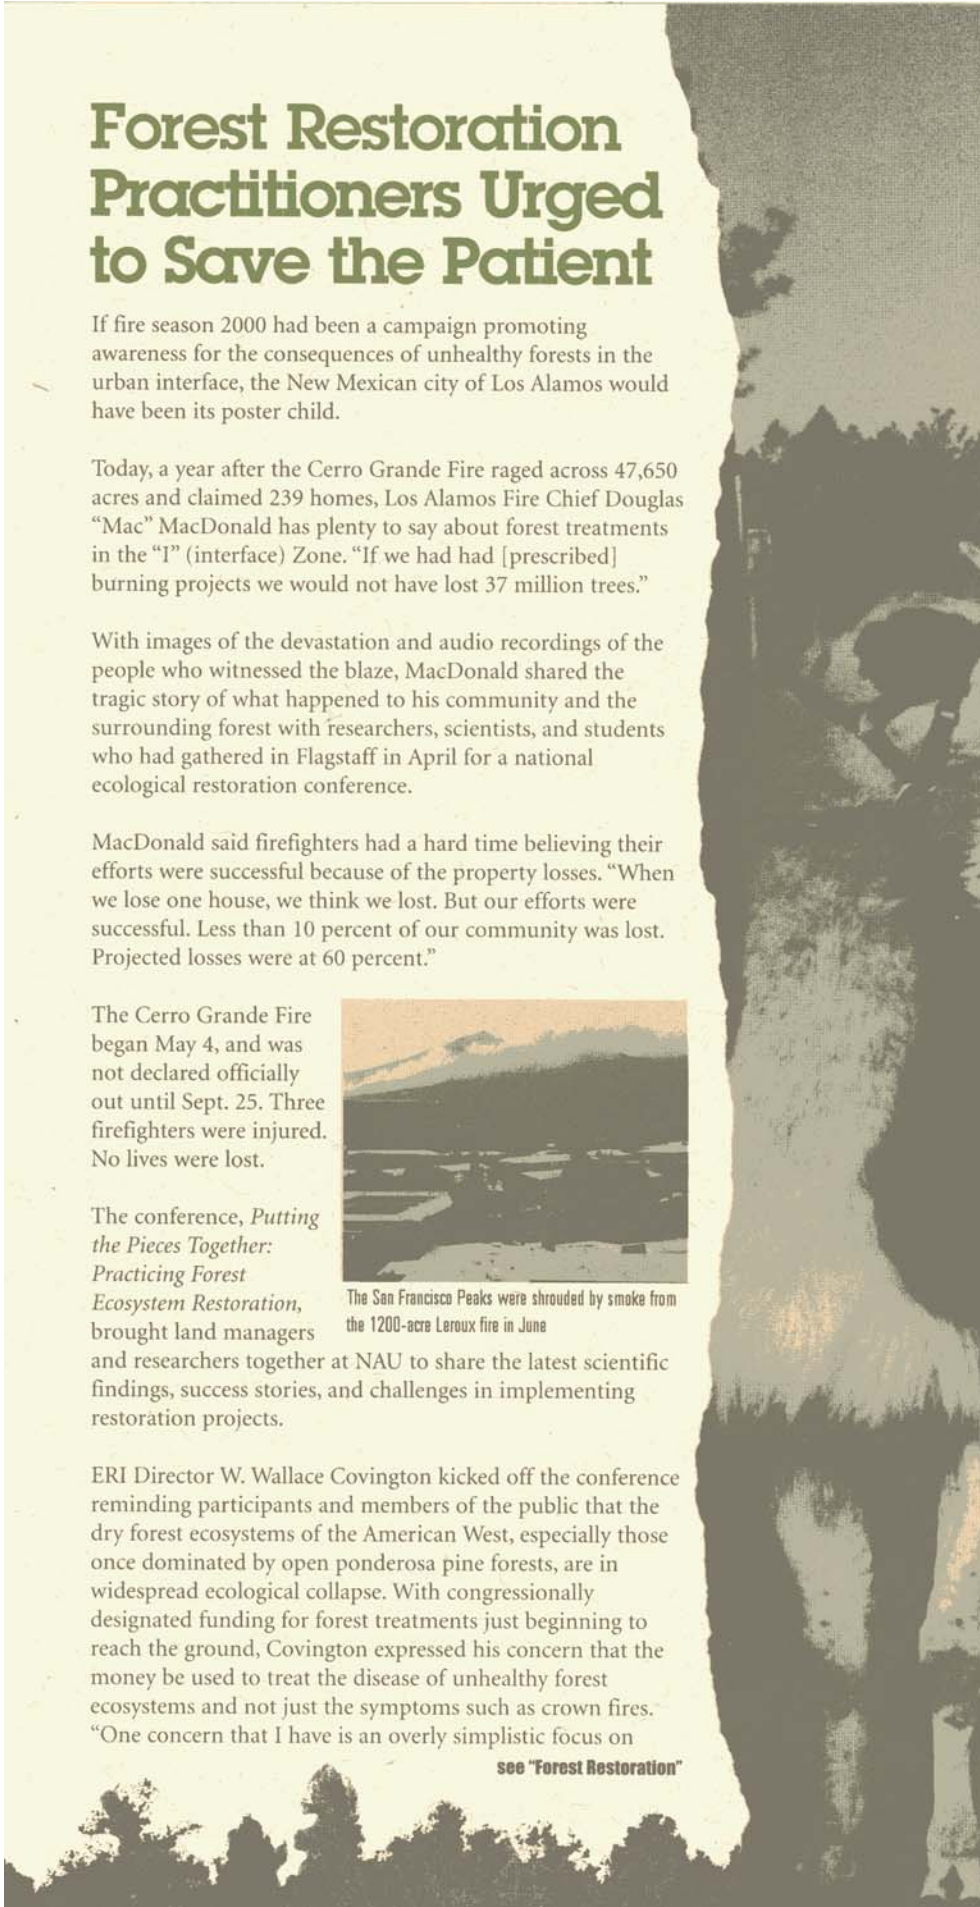 Forest Restoration
Practitioners Urged
to Save the Patient
If fire season 2000 had been a campaign promoting
awareness for the consequences of unhealthy forests in the
urban interface, the New Mexican city of Los Alamos would
have been its poster child.
Today, a year after the Cerro Grande Fire raged across 47,650
acres and claimed 239 homes, Los Alamos Fire Chief Douglas
“Mac” MacDonald has plenty to say about forest treatments
in the “I” (interface) Zone. “If we had had [prescribed]
burning projects we would not have lost 37 million trees.”
With images of the devastation and audio recordings of the
people who witnessed the blaze, MacDonald shared the
tragic story of what happened to his community and the
surrounding forest with researchers, scientists, and students
who had gathered in Flagstaff in April for a national
ecological restoration conference.
MacDonald said firefighters had a hard time believing their
efforts were successful because of the property losses. “When
we lose one house, we think we lost. But our efforts were
successful. Less than 10 percent of our community was lost.
Projected losses were at 60 percent.”
The Cerro Grande Fire
began May 4, and was
not declared officially
out until Sept. 25. Three
firefighters were injured.
No lives were lost.
The conference, Putting
the Pieces Together:
Practicing Forest
Ecosystem Restoration,
brought land managers
and researchers together at NAU to share the latest scientific
findings, success stories, and challenges in implementing
restoration projects.
The San Francisco Peaks were shrouded by smoke from
the 1200-acre Leroux fire in June
ERI Director W. Wallace Covington kicked off the conference
reminding participants and members of the public that the
dry forest ecosystems of the American West, especially those
once dominated by open ponderosa pine forests, are in
widespread ecological collapse. With congressionally
designated funding for forest treatments just beginning to
reach the ground, Covington expressed his concern that the
money be used to treat the disease of unhealthy forest
ecosystems and not just the symptoms such as crown fires.
“One concern that I have is an overly simplistic focus on
see “Forest Restoration”